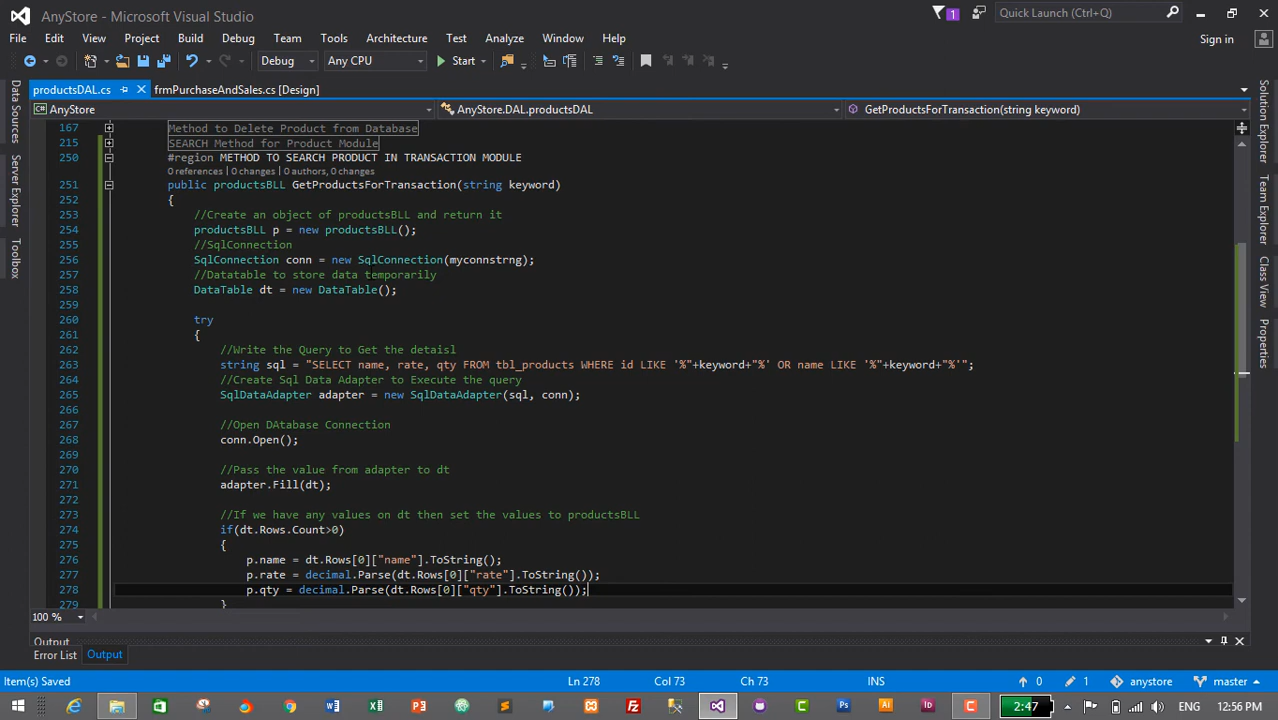 AnyStore - Microsoft Visual Studio
1
Quick Launch (Ctrl+Q)
File Edit View Project Build Debug Team Tools Architecture Test Analyze Window Help
Sign in
Debug Any CPU Start
productsDAL.cs frmPurchaseAndSales.cs [Design]
AnyStore AnyStore.DAL.productsDAL GetProductsForTransaction(string keyword)
Data Sources
Server Explorer
Toolbox
Solution Explorer
Team Explorer
Properties
167 Method to Delete Product from Database
215 SEARCH Method for Product Module
250 #region METHOD TO SEARCH PRODUCT IN TRANSACTION MODULE
0 references | 0 changes | 0 authors, 0 changes
251 public productsBLL GetProductsForTransaction(string keyword)
252 {
253 //Create an object of productsBLL and return it
254 productsBLL p = new productsBLL();
255 //SqlConnection
256 SqlConnection conn = new SqlConnection(myconnstrng);
257 //Datatable to store data temporarily
258 DataTable dt = new DataTable();
259
260 try
261 {
262 //Write the Query to Get the detaisl
263 string sql = "SELECT name, rate, qty FROM tbl_products WHERE id LIKE '%"+keyword+"%' OR name LIKE '%"+keyword+"%'";
264 //Create Sql Data Adapter to Execute the query
265 SqlDataAdapter adapter = new SqlDataAdapter(sql, conn);
266
267 //Open DAtabase Connection
268 conn.Open();
269
270 //Pass the value from adapter to dt
271 adapter.Fill(dt);
272
273 //If we have any values on dt then set the values to productsBLL
274 if(dt.Rows.Count>0)
275 {
276 p.name = dt.Rows[0]["name"].ToString();
277 p.rate = decimal.Parse(dt.Rows[0]["rate"].ToString());
278 p.qty = decimal.Parse(dt.Rows[0]["qty"].ToString());
279 }
100 %
Output
Error List Output
Item(s) Saved Ln 278 Col 73 Ch 73 INS 0 1 anystore master
2:47 ENG 12:56 PM